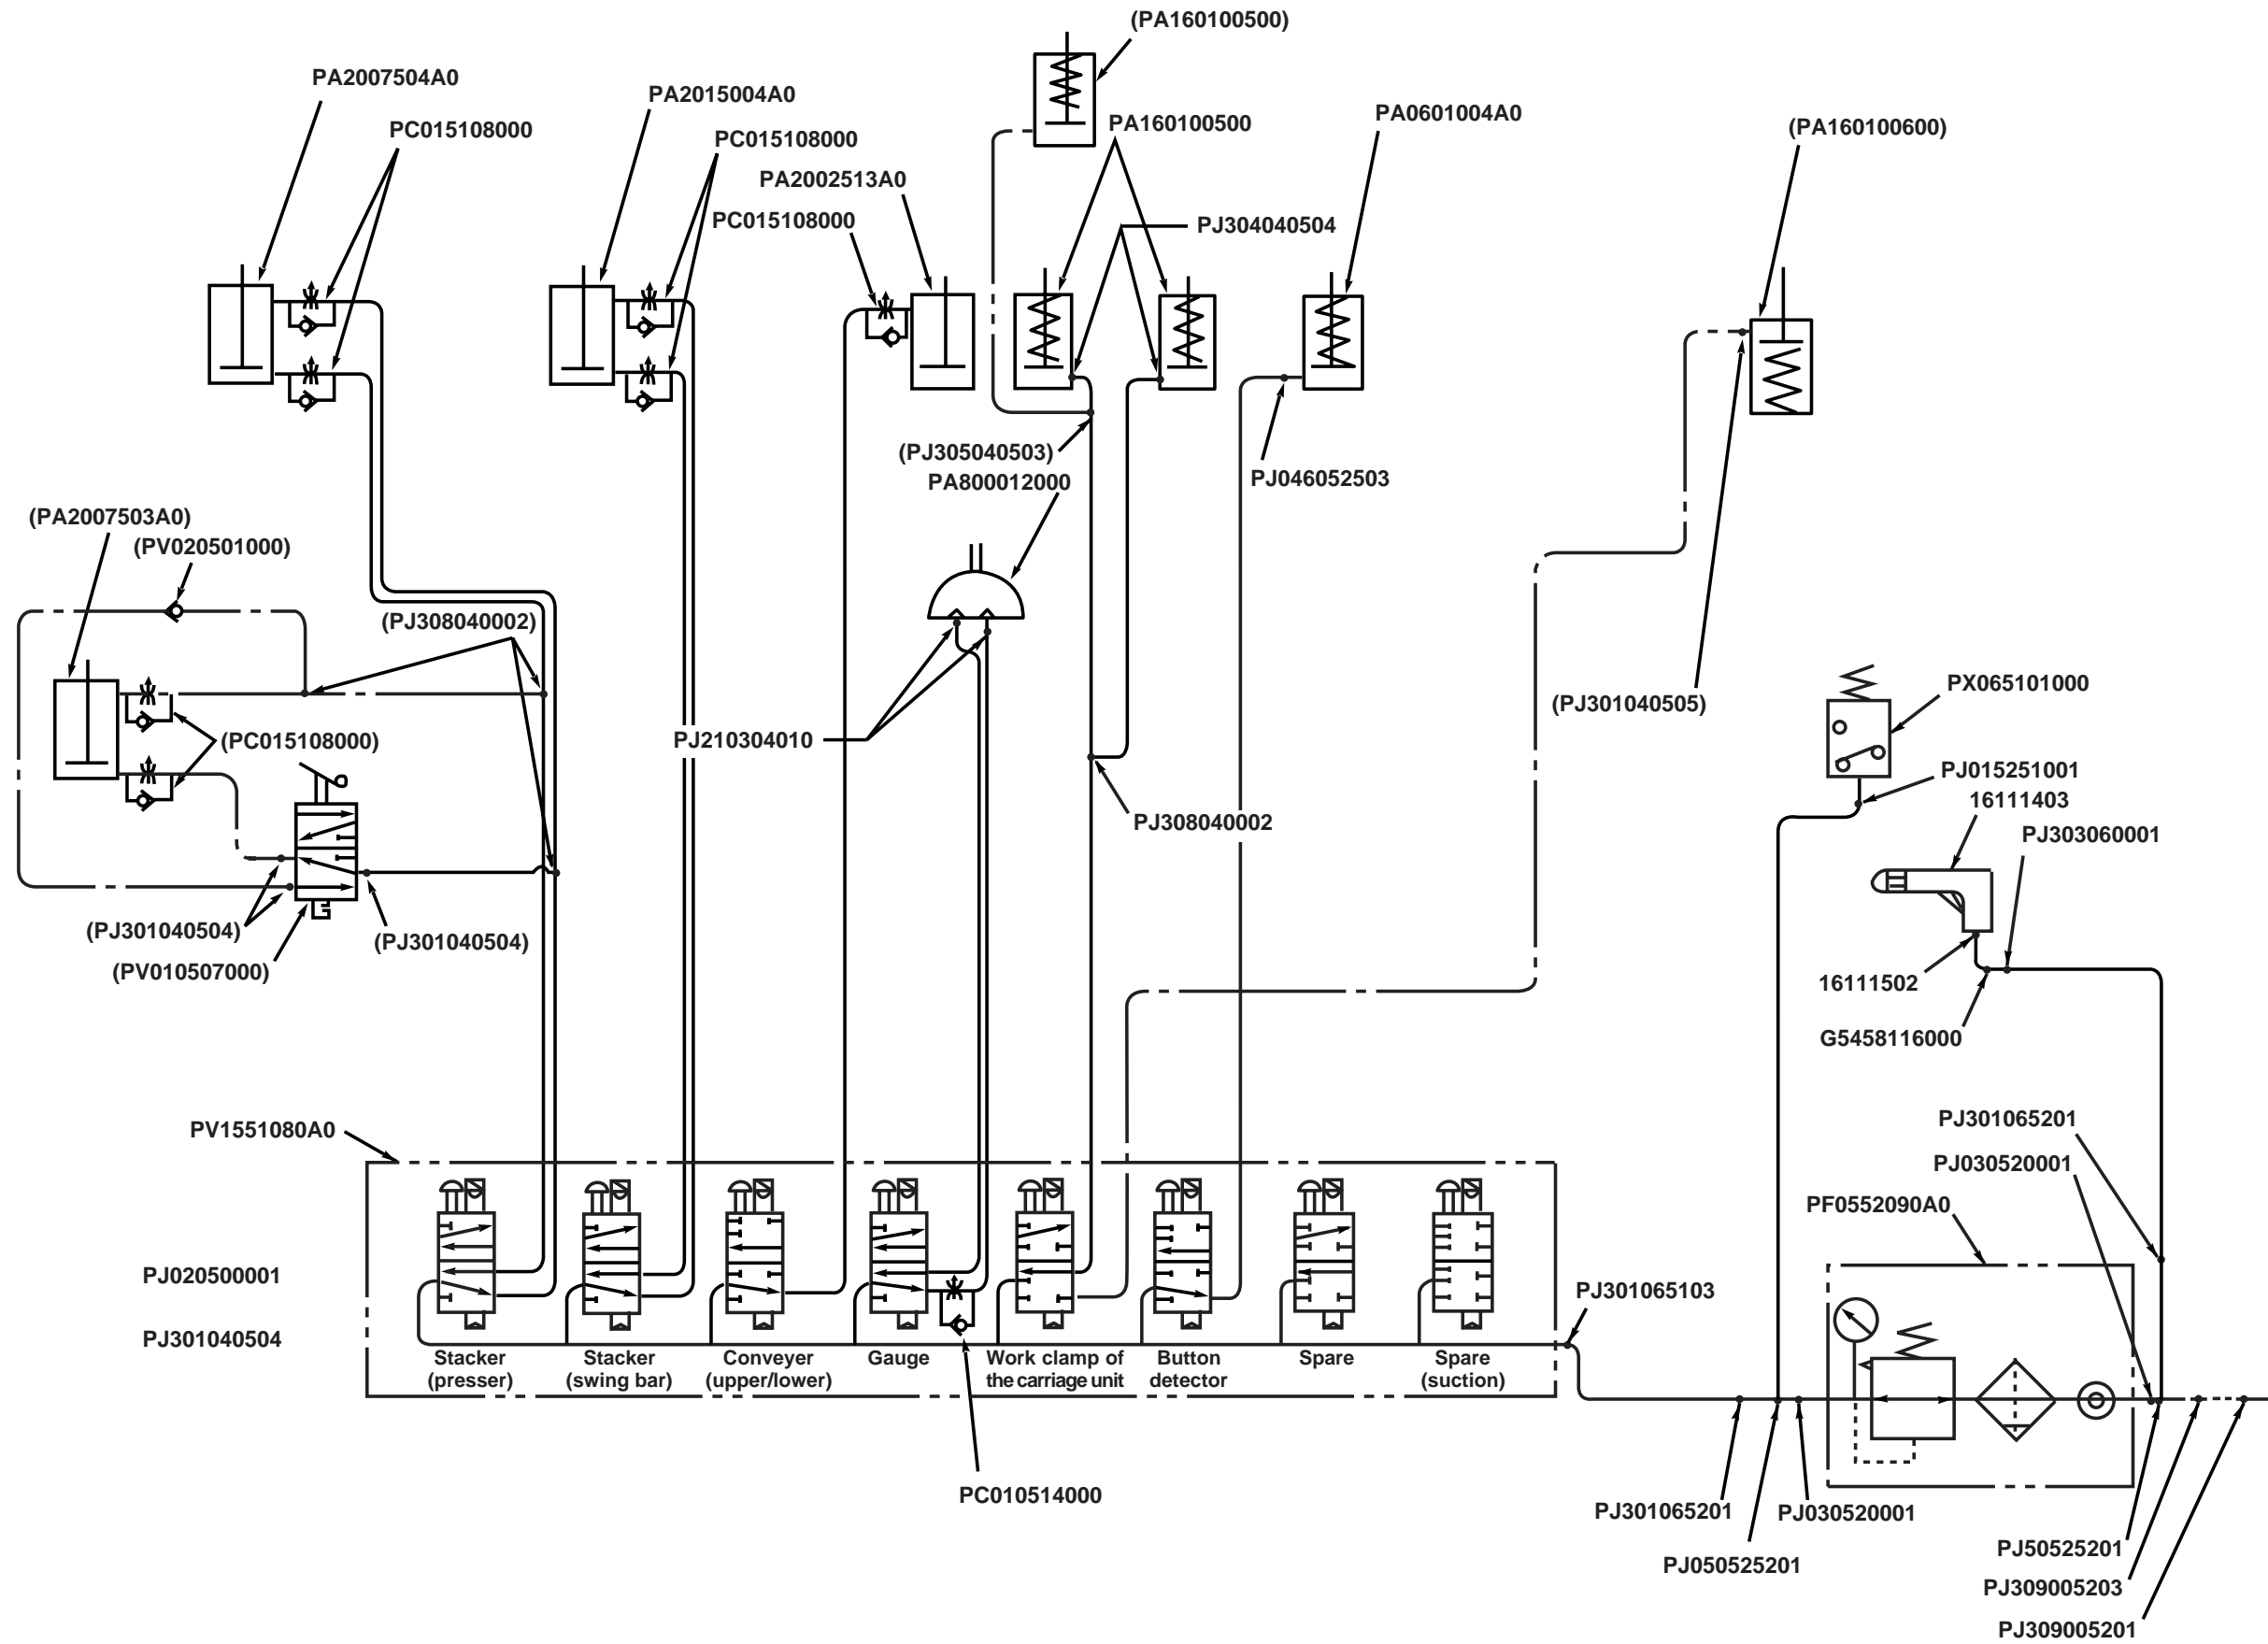 (PA160100500)
PA2007504A0
PA2015004A0
PA0601004A0
PC015108000
PA160100500
(PA160100600)
PC015108000
PA2002513A0
PC015108000
PJ304040504
(PJ305040503)
PJ046052503
PA800012000
(PA2007503A0)
(PV020501000)
(PJ308040002)
(PJ301040505)
PX065101000
(PC015108000)
PJ210304010
PJ015251001
16111403
PJ308040002
PJ303060001
(PJ301040504)
(PJ301040504)
(PV010507000)
16111502
G5458116000
PV1551080A0
PJ301065201
PJ030520001
PF0552090A0
PJ020500001
PJ301065103
PJ301040504
Stacker
(presser)
Stacker
(swing bar)
Conveyer
(upper/lower)
Gauge
Work clamp of
the carriage unit
Button
detector
Spare
Spare
(suction)
PC010514000
PJ301065201
PJ030520001
PJ050525201
PJ50525201
PJ309005203
PJ309005201